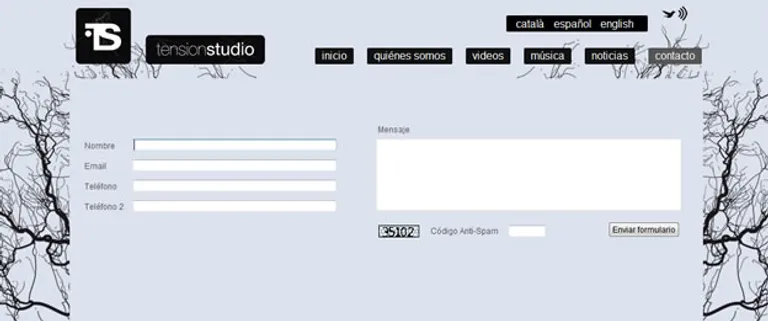 TS
tensionstudio
català español english
inicio quiénes somos videos música noticias contacto
Nombre
Email
Teléfono
Teléfono 2
Mensaje
35102 Código Anti-Spam Enviar formulario